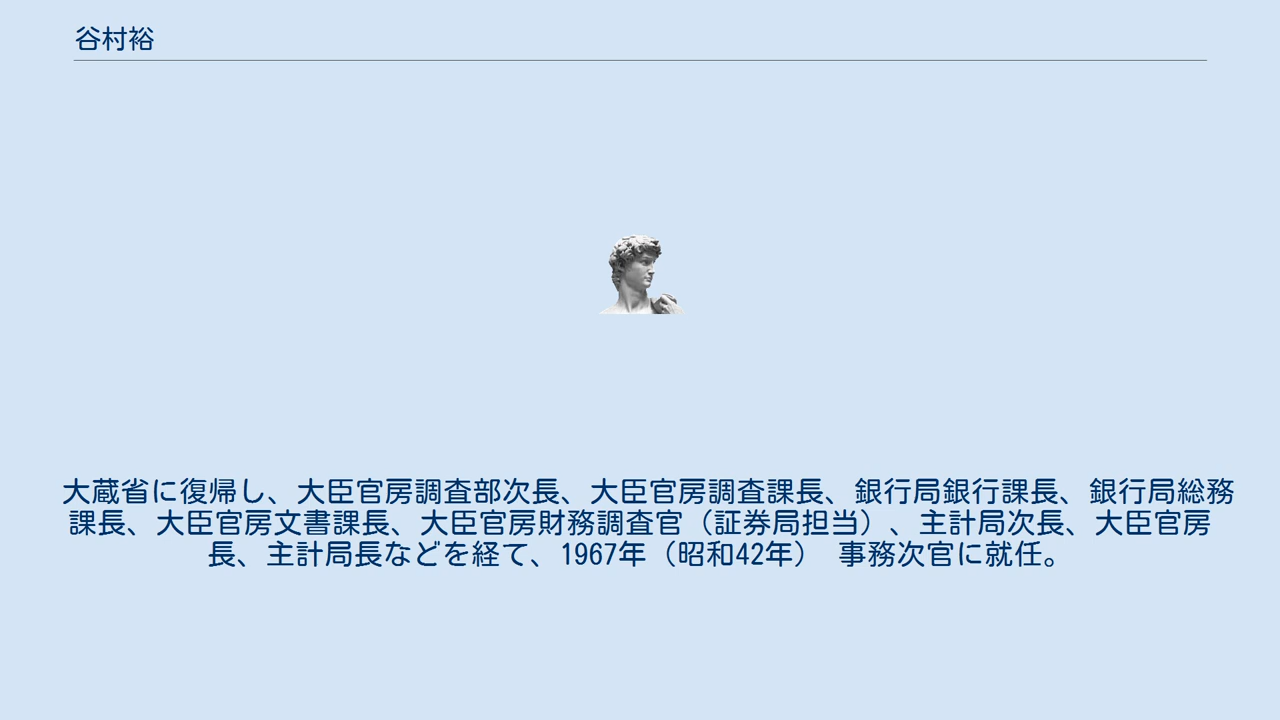 谷村裕
大蔵省に復帰し、大臣官房調査部次長、大臣官房調査課長、銀行局銀行課長、銀行局総務
課長、大臣官房文書課長、大臣官房財務調査官（証券局担当）、主計局次長、大臣官房
長、主計局長などを経て、1967年（昭和42年）　事務次官に就任。